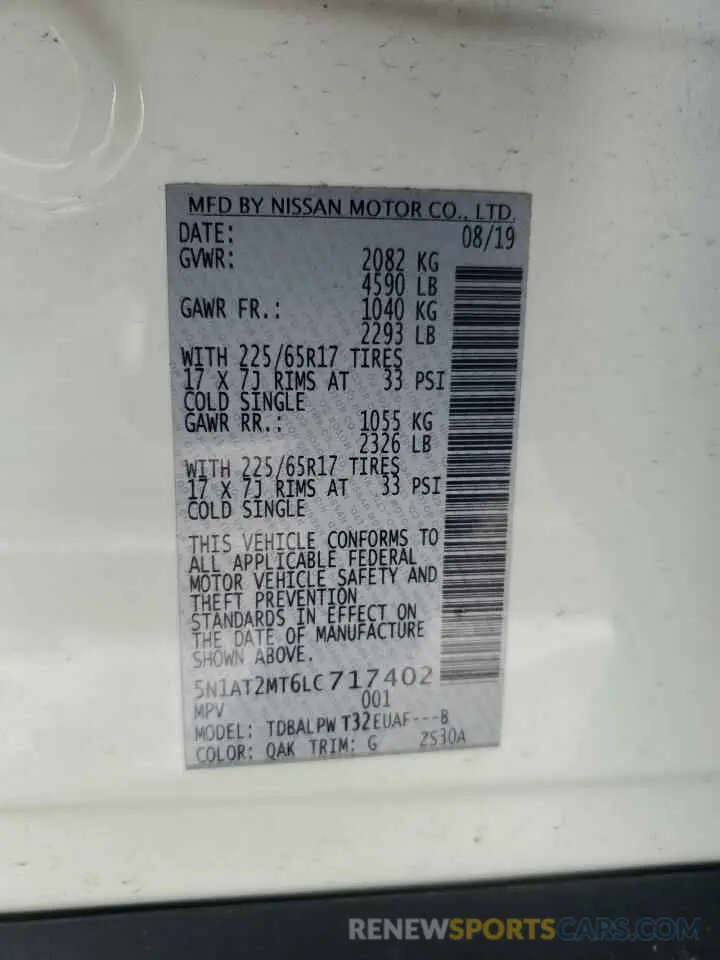 MFD BY NISSAN MOTOR CO., LTD.
DATE: 08/19
GVWR: 2082 KG
4590 LB
GAWR FR.: 1040 KG
2293 LB
WITH 225/65R17 TIRES
17 X 7J RIMS AT 33 PSI
COLD SINGLE
GAWR RR.: 1055 KG
2326 LB
WITH 225/65R17 TIRES
17 X 7J RIMS AT 33 PSI
COLD SINGLE
THIS VEHICLE CONFORMS TO
ALL APPLICABLE FEDERAL
MOTOR VEHICLE SAFETY AND
THEFT PREVENTION
STANDARDS IN EFFECT ON
THE DATE OF MANUFACTURE
SHOWN ABOVE.
5N1AT2MT6LC717402
MPV 001
MODEL: TDBALPW T32EUAF---B
COLOR: QAK TRIM: G 2S30A
RENEWSPORTCARS.COM